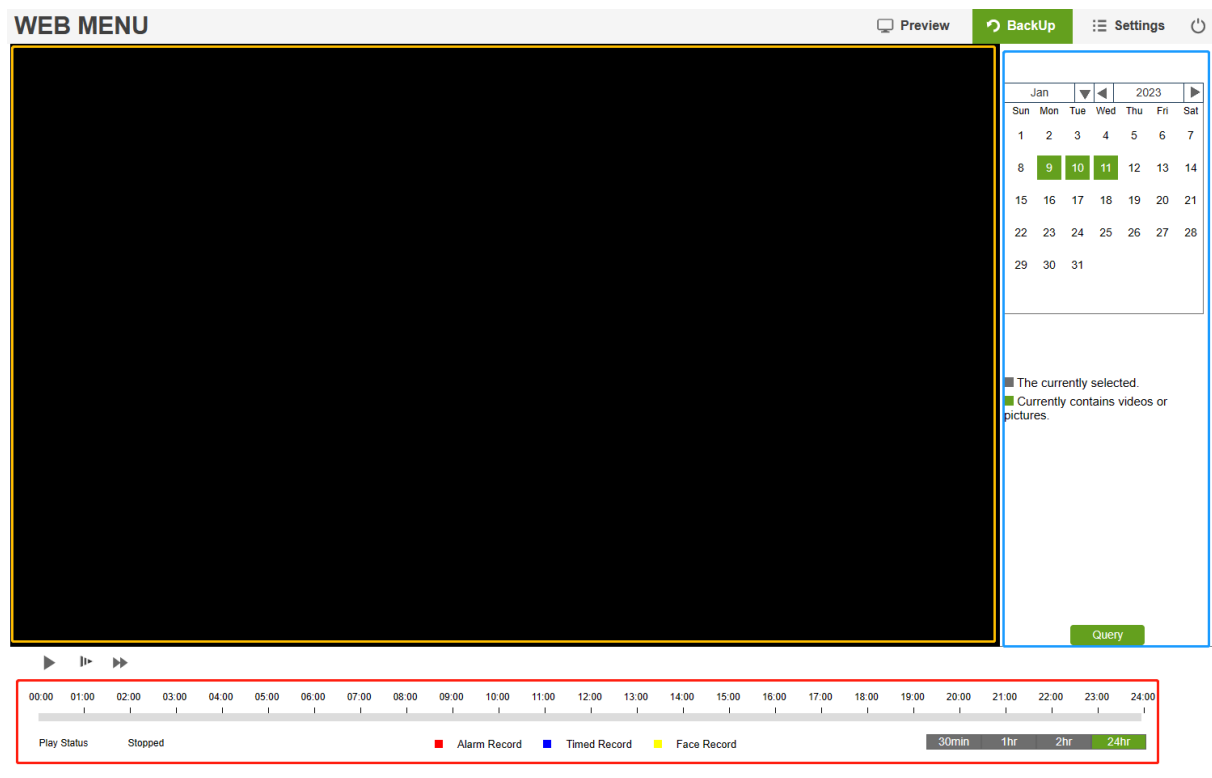 WEB MENU Preview BackUp Settings
Jan 2023
Sun Mon Tue Wed Thu Fri Sat
1 2 3 4 5 6 7
8 9 10 11 12 13 14
15 16 17 18 19 20 21
22 23 24 25 26 27 28
29 30 31
The currently selected.
Currently contains videos or
pictures.
Query
00:00 01:00 02:00 03:00 04:00 05:00 06:00 07:00 08:00 09:00 10:00 11:00 12:00 13:00 14:00 15:00 16:00 17:00 18:00 19:00 20:00 21:00 22:00 23:00 24:00
Play Status Stopped Alarm Record Timed Record Face Record 30min 1hr 2hr 24hr